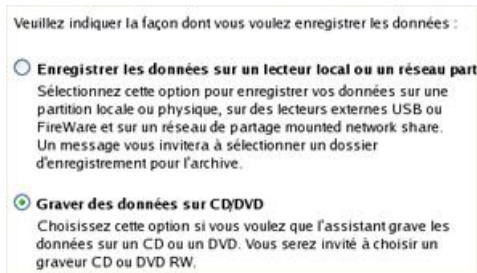 Veuillez indiquer la façon dont vous voulez enregistrer les données :
Enregistrer les données sur un lecteur local ou un réseau part
Sélectionnez cette option pour enregistrer vos données sur une
partition locale ou physique, sur des lecteurs externes USB ou
FireWare et sur un réseau de partage mounted network share.
Un message vous invitera à sélectionner un dossier
d'enregistrement pour l'archive.
Graver des données sur CD/DVD
Choisissez cette option si vous voulez que l'assistant grave les
données sur un CD ou un DVD. Vous serez invité à choisir un
graveur CD ou DVD RW.